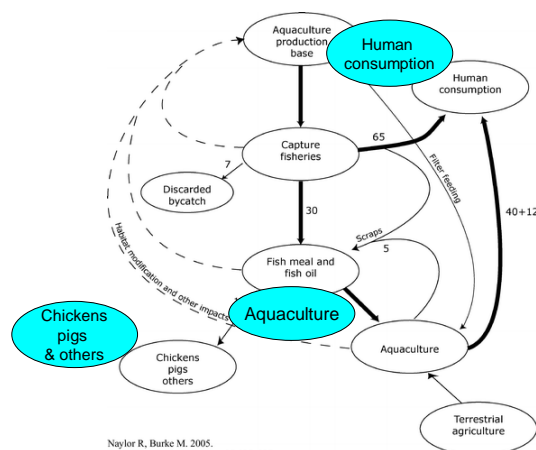 Aquaculture
production
base
Human
consumption
Human
consumption
65
Capture
fisheries
7
Filter feeding
Discarded
bycatch
30
40+12
Scraps
5
Habitat modification and other impacts
Fish meal and
fish oil
Chickens
pigs
& others
Aquaculture
Chickens
pigs
others
Aquaculture
Terrestrial
agriculture
Naylor R, Burke M. 2005.